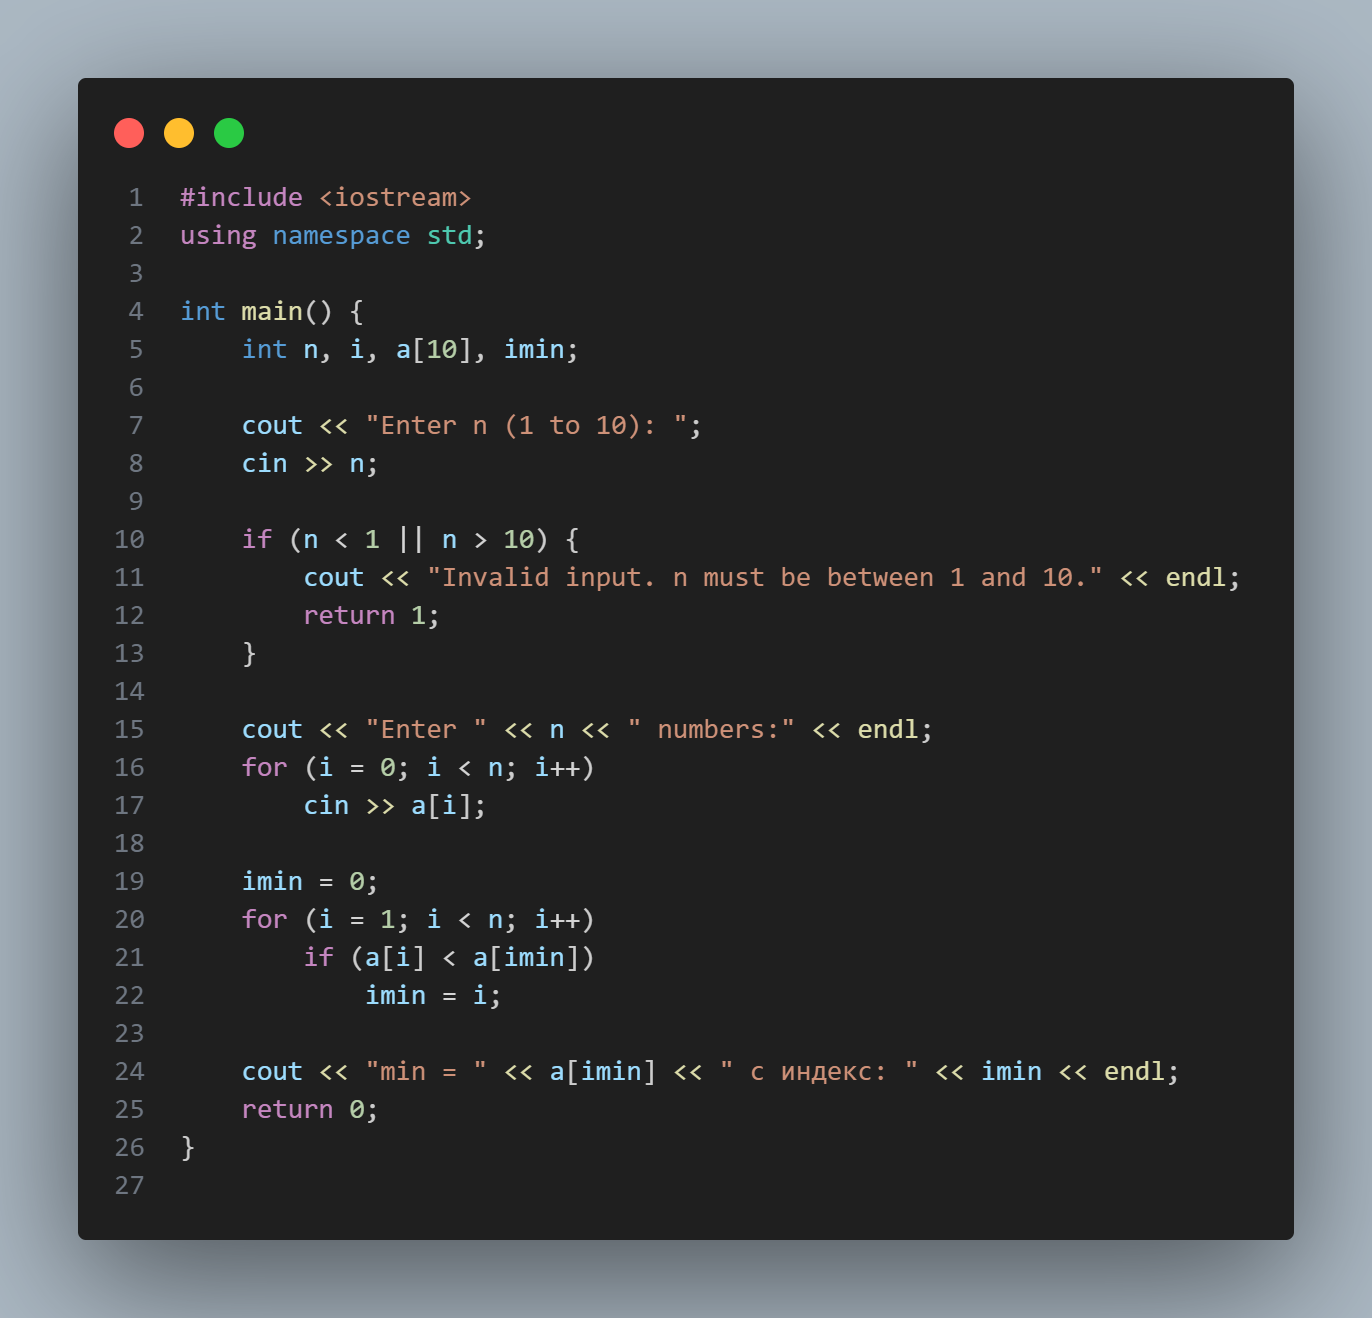 1 #include <iostream>
2 using namespace std;
3
4 int main() {
5     int n, i, a[10], imin;
6
7     cout << "Enter n (1 to 10): ";
8     cin >> n;
9
10     if (n < 1 || n > 10) {
11         cout << "Invalid input. n must be between 1 and 10." << endl;
12         return 1;
13     }
14
15     cout << "Enter " << n << " numbers:" << endl;
16     for (i = 0; i < n; i++)
17         cin >> a[i];
18
19     imin = 0;
20     for (i = 1; i < n; i++)
21         if (a[i] < a[imin])
22             imin = i;
23
24     cout << "min = " << a[imin] << " с индекс: " << imin << endl;
25     return 0;
26 }
27